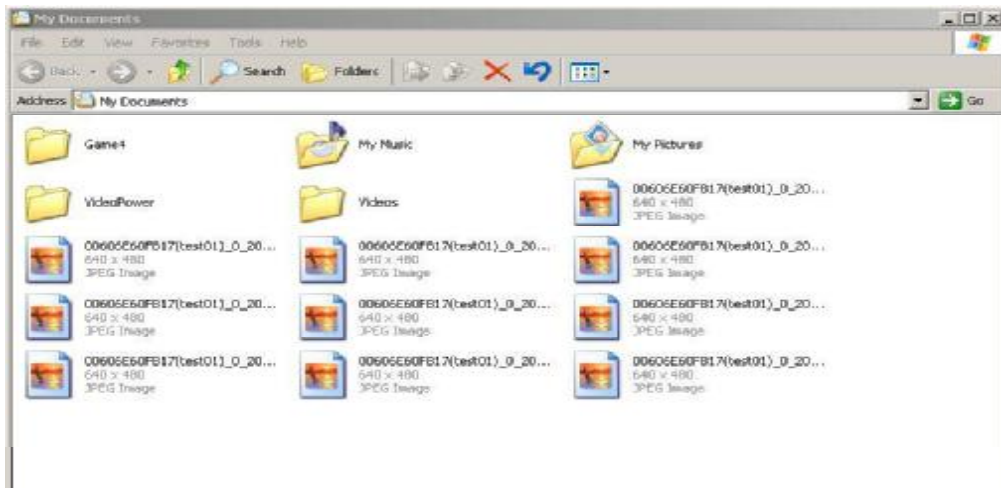 My Documents
File Edit View Favorites Tools Help
Back Search Folders
Address My Documents Go
Game4 My Music My Pictures
VideoPower Videos 00606E60FB17(test01)_0_20...
640 x 480
JPEG Image
00606E60FB17(test01)_0_20... 00606E60FB17(test01)_0_20... 00606E60FB17(test01)_0_20...
640 x 480 640 x 480 640 x 480
JPEG Image JPEG Image JPEG Image
00606E60FB17(test01)_0_20... 00606E60FB17(test01)_0_20... 00606E60FB17(test01)_0_20...
640 x 480 640 x 480 640 x 480
JPEG Image JPEG Image JPEG Image
00606E60FB17(test01)_0_20... 00606E60FB17(test01)_0_20... 00606E60FB17(test01)_0_20...
640 x 480 640 x 480 640 x 480
JPEG Image JPEG Image JPEG Image